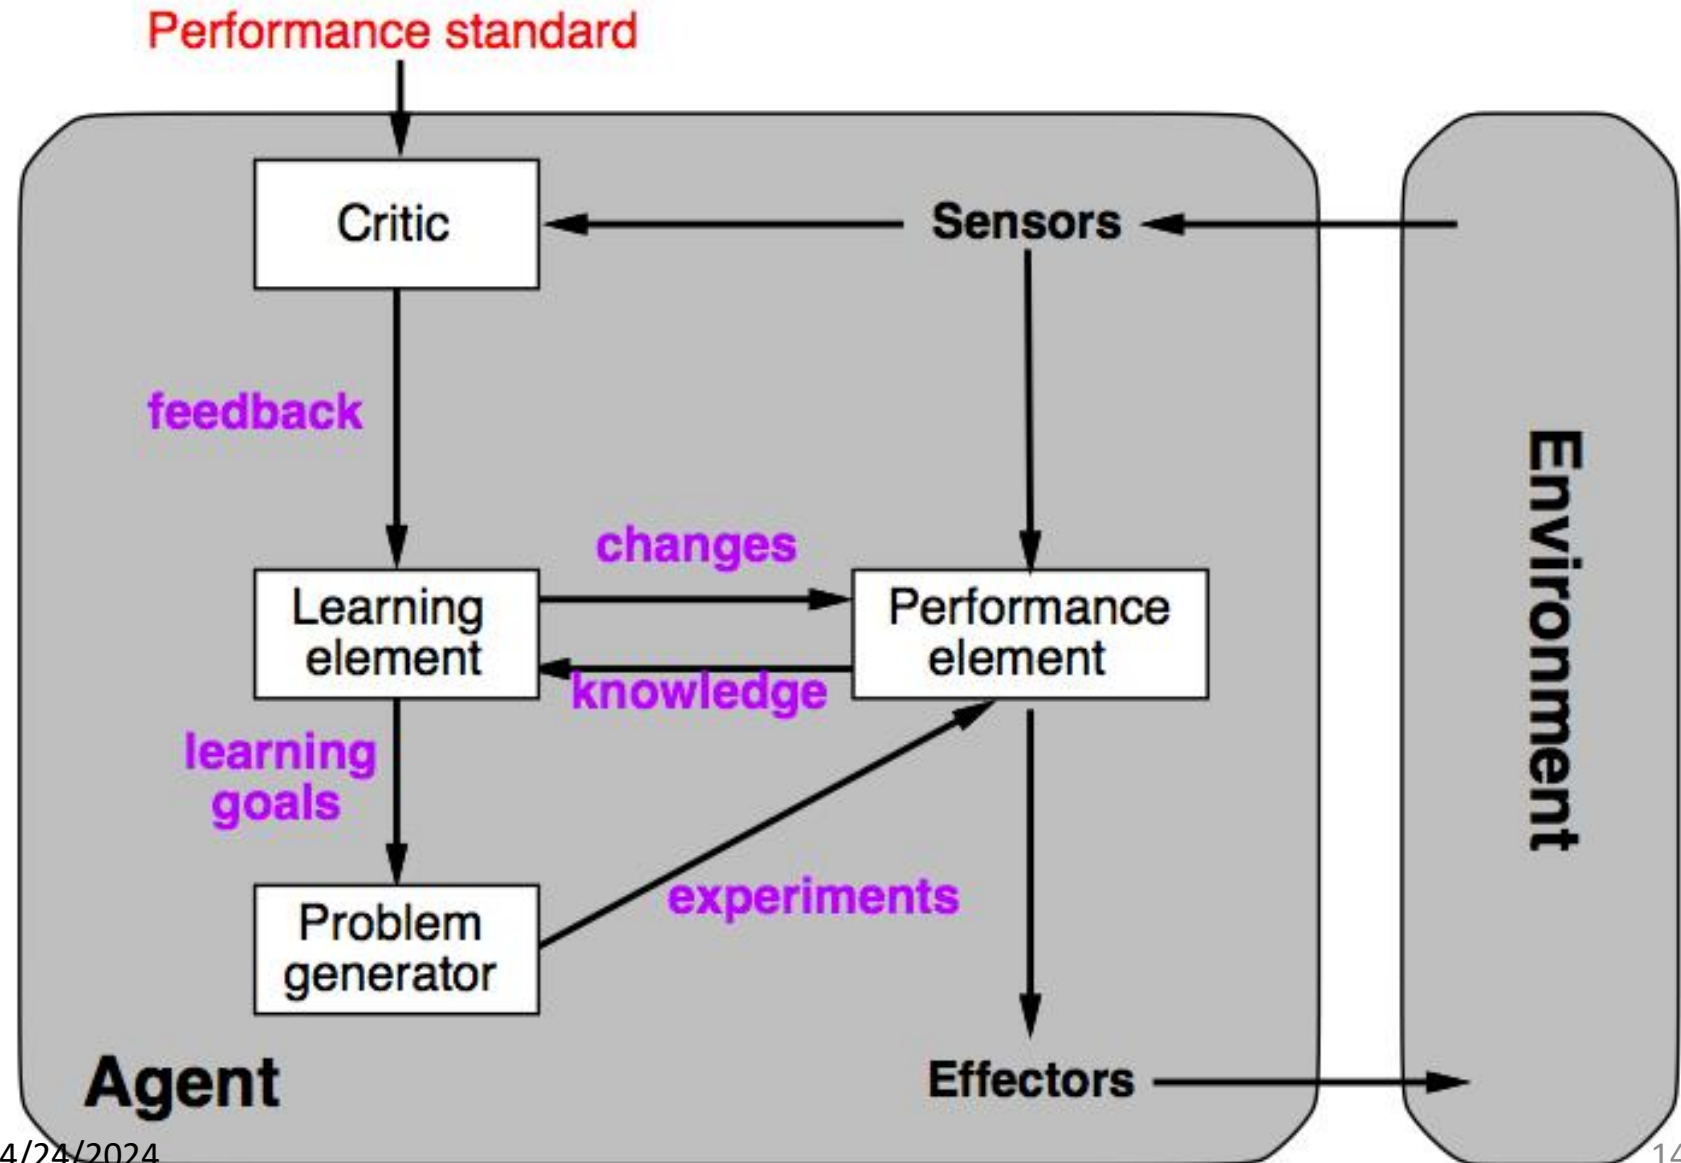 Performance standard
Critic
Sensors
feedback
changes
Learning
element
Performance
element
knowledge
learning
goals
experiments
Problem
generator
Agent
Effectors
Environment
4/24/2024
14